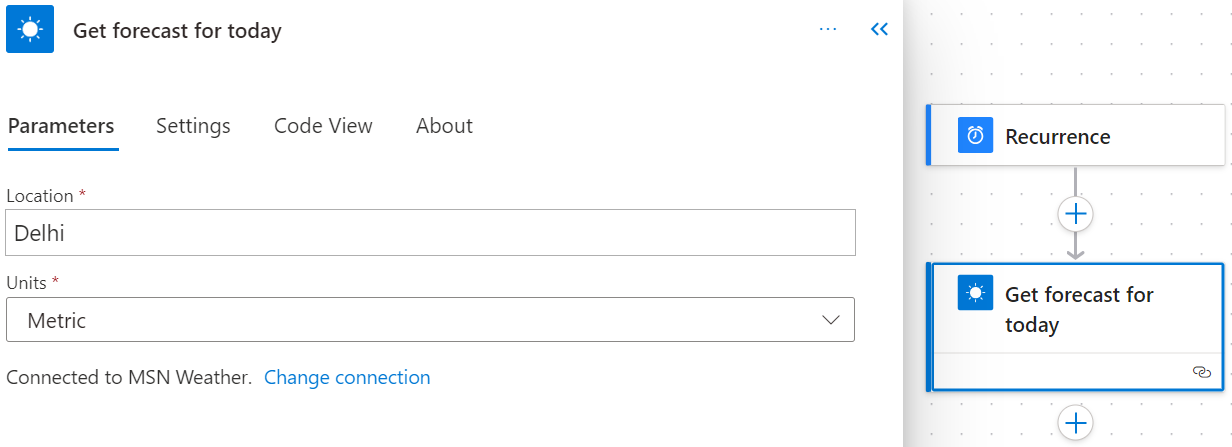 Get forecast for today
Parameters Settings Code View About
Location *
Delhi
Units *
Metric
Connected to MSN Weather. Change connection
Recurrence
Get forecast for
today